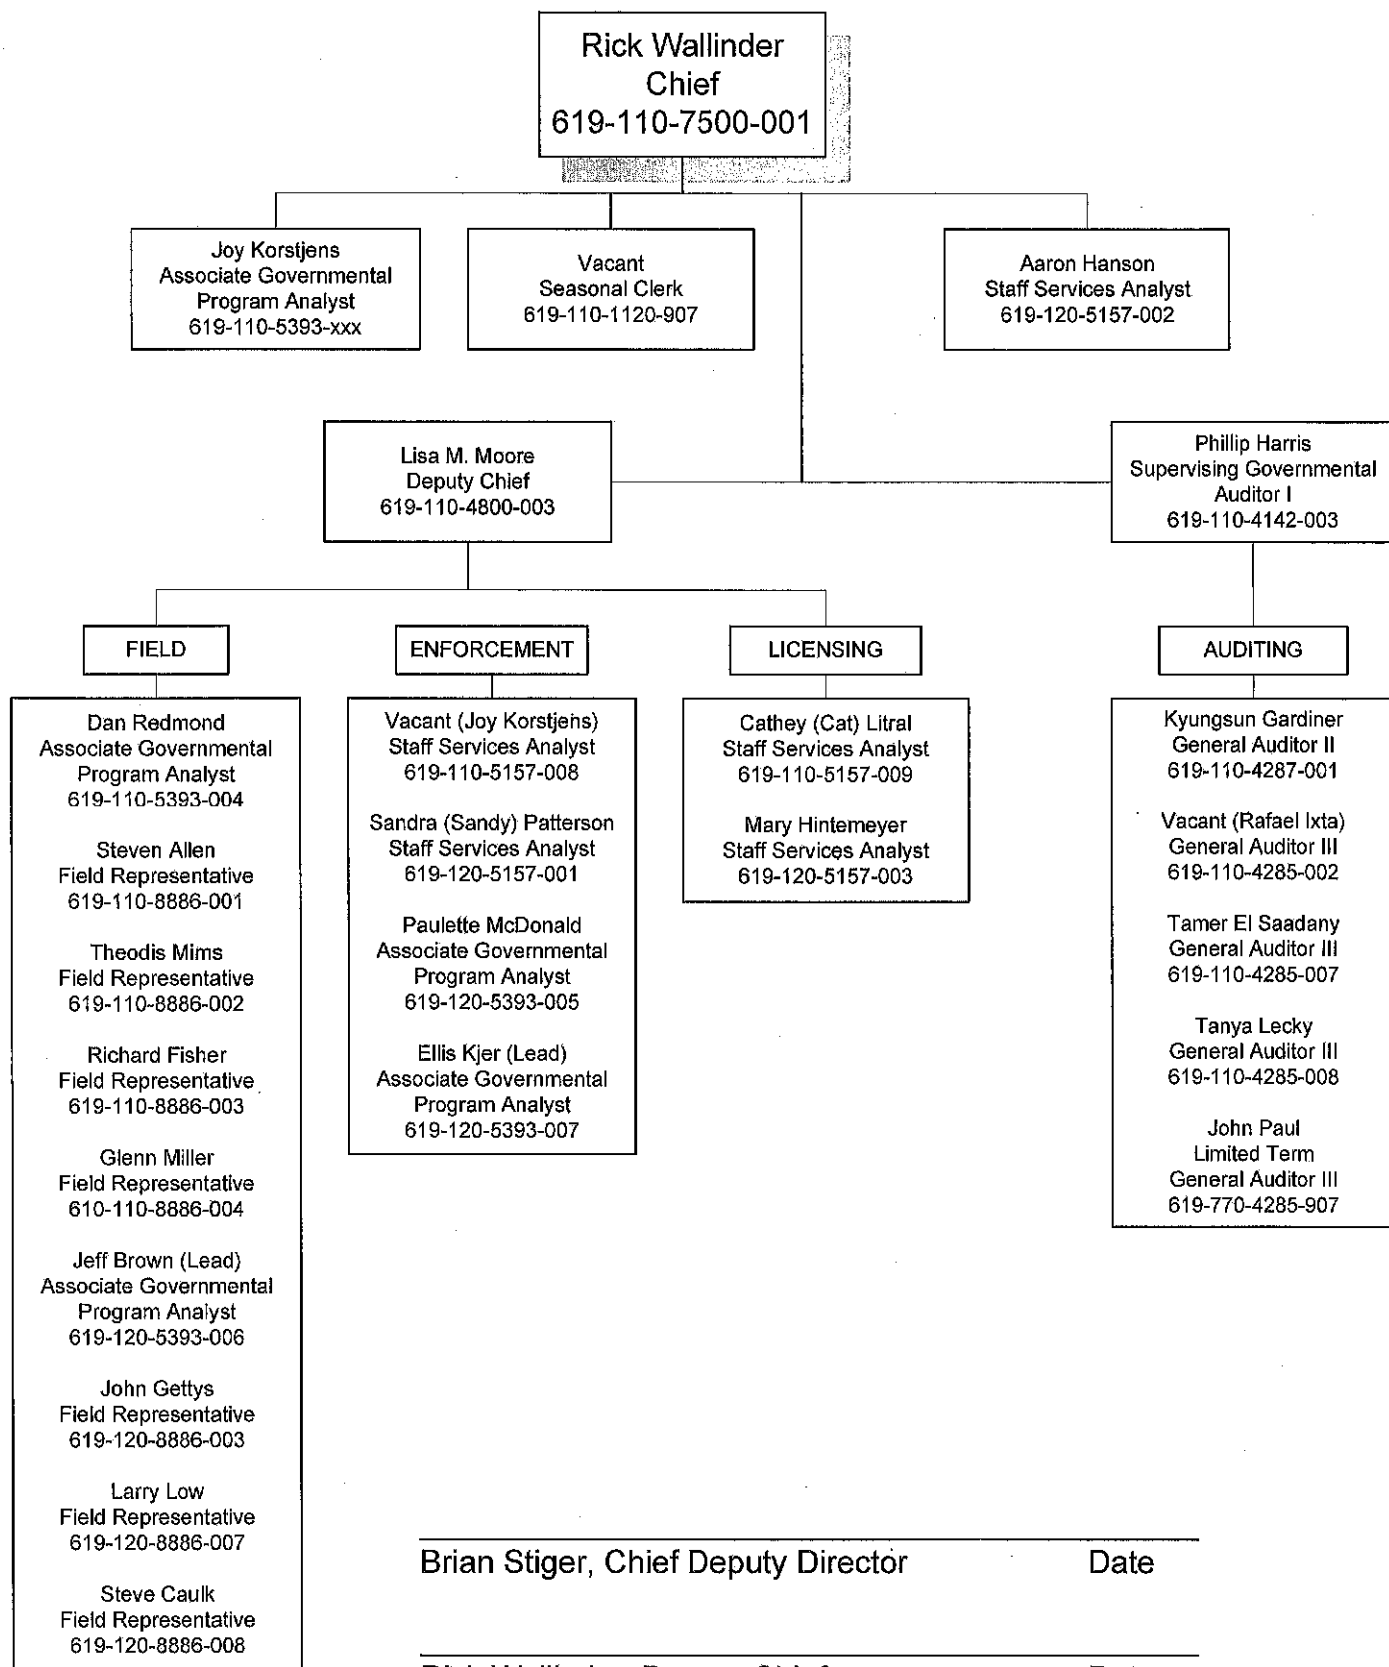 Rick Wallinder
Chief
619-110-7500-001
Joy Korstjens
Associate Governmental
Program Analyst
619-110-5393-xxx
Vacant
Seasonal Clerk
619-110-1120-907
Aaron Hanson
Staff Services Analyst
619-120-5157-002
Lisa M. Moore
Deputy Chief
619-110-4800-003
Phillip Harris
Supervising Governmental
Auditor I
619-110-4142-003
FIELD
Dan Redmond
Associate Governmental
Program Analyst
619-110-5393-004
Steven Allen
Field Representative
619-110-8886-001
Theodis Mims
Field Representative
619-110-8886-002
Richard Fisher
Field Representative
619-110-8886-003
Glenn Miller
Field Representative
610-110-8886-004
Jeff Brown (Lead)
Associate Governmental
Program Analyst
619-120-5393-006
John Gettys
Field Representative
619-120-8886-003
Larry Low
Field Representative
619-120-8886-007
Steve Caulk
Field Representative
619-120-8886-008
ENFORCEMENT
Vacant (Joy Korstjens)
Staff Services Analyst
619-110-5157-008
Sandra (Sandy) Patterson
Staff Services Analyst
619-120-5157-001
Paulette McDonald
Associate Governmental
Program Analyst
619-120-5393-005
Ellis Kjer (Lead)
Associate Governmental
Program Analyst
619-120-5393-007
LICENSING
Cathey (Cat) Litral
Staff Services Analyst
619-110-5157-009
Mary Hintemeyer
Staff Services Analyst
619-120-5157-003
AUDITING
Kyungsun Gardiner
General Auditor II
619-110-4287-001
Vacant (Rafael Ixta)
General Auditor III
619-110-4285-002
Tamer El Saadany
General Auditor III
619-110-4285-007
Tanya Lecky
General Auditor III
619-110-4285-008
John Paul
Limited Term
General Auditor III
619-770-4285-907
Brian Stiger, Chief Deputy Director Date